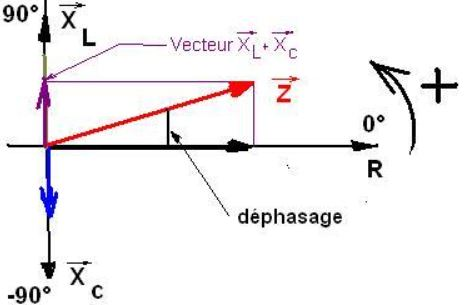 90°
X L
Vecteur X L + X C
Z
+
0°
R
déphasage
X C
-90°